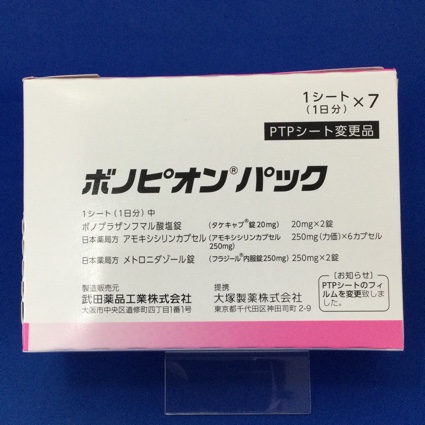 1シート
(1日分) ×7
PTPシート変更品
ボノピオン®パック
1シート(1日分)中
ボノプラザンフマル酸塩錠 (タケキャブ®錠20mg) 20mg×2錠
日本薬局方 アモキシシリンカプセル (アモキシシリンカプセル 250mg) 250mg(力価)×6カプセル
日本薬局方 メトロニダゾール錠 (フラジール®内服錠250mg) 250mg×2錠
〔お知らせ〕
PTPシートのフィ
ルムを変更致しま
した。
製造販売元
武田薬品工業株式会社
大阪市中央区道修町四丁目1番1号
提携
大塚製薬株式会社
東京都千代田区神田司町2-9